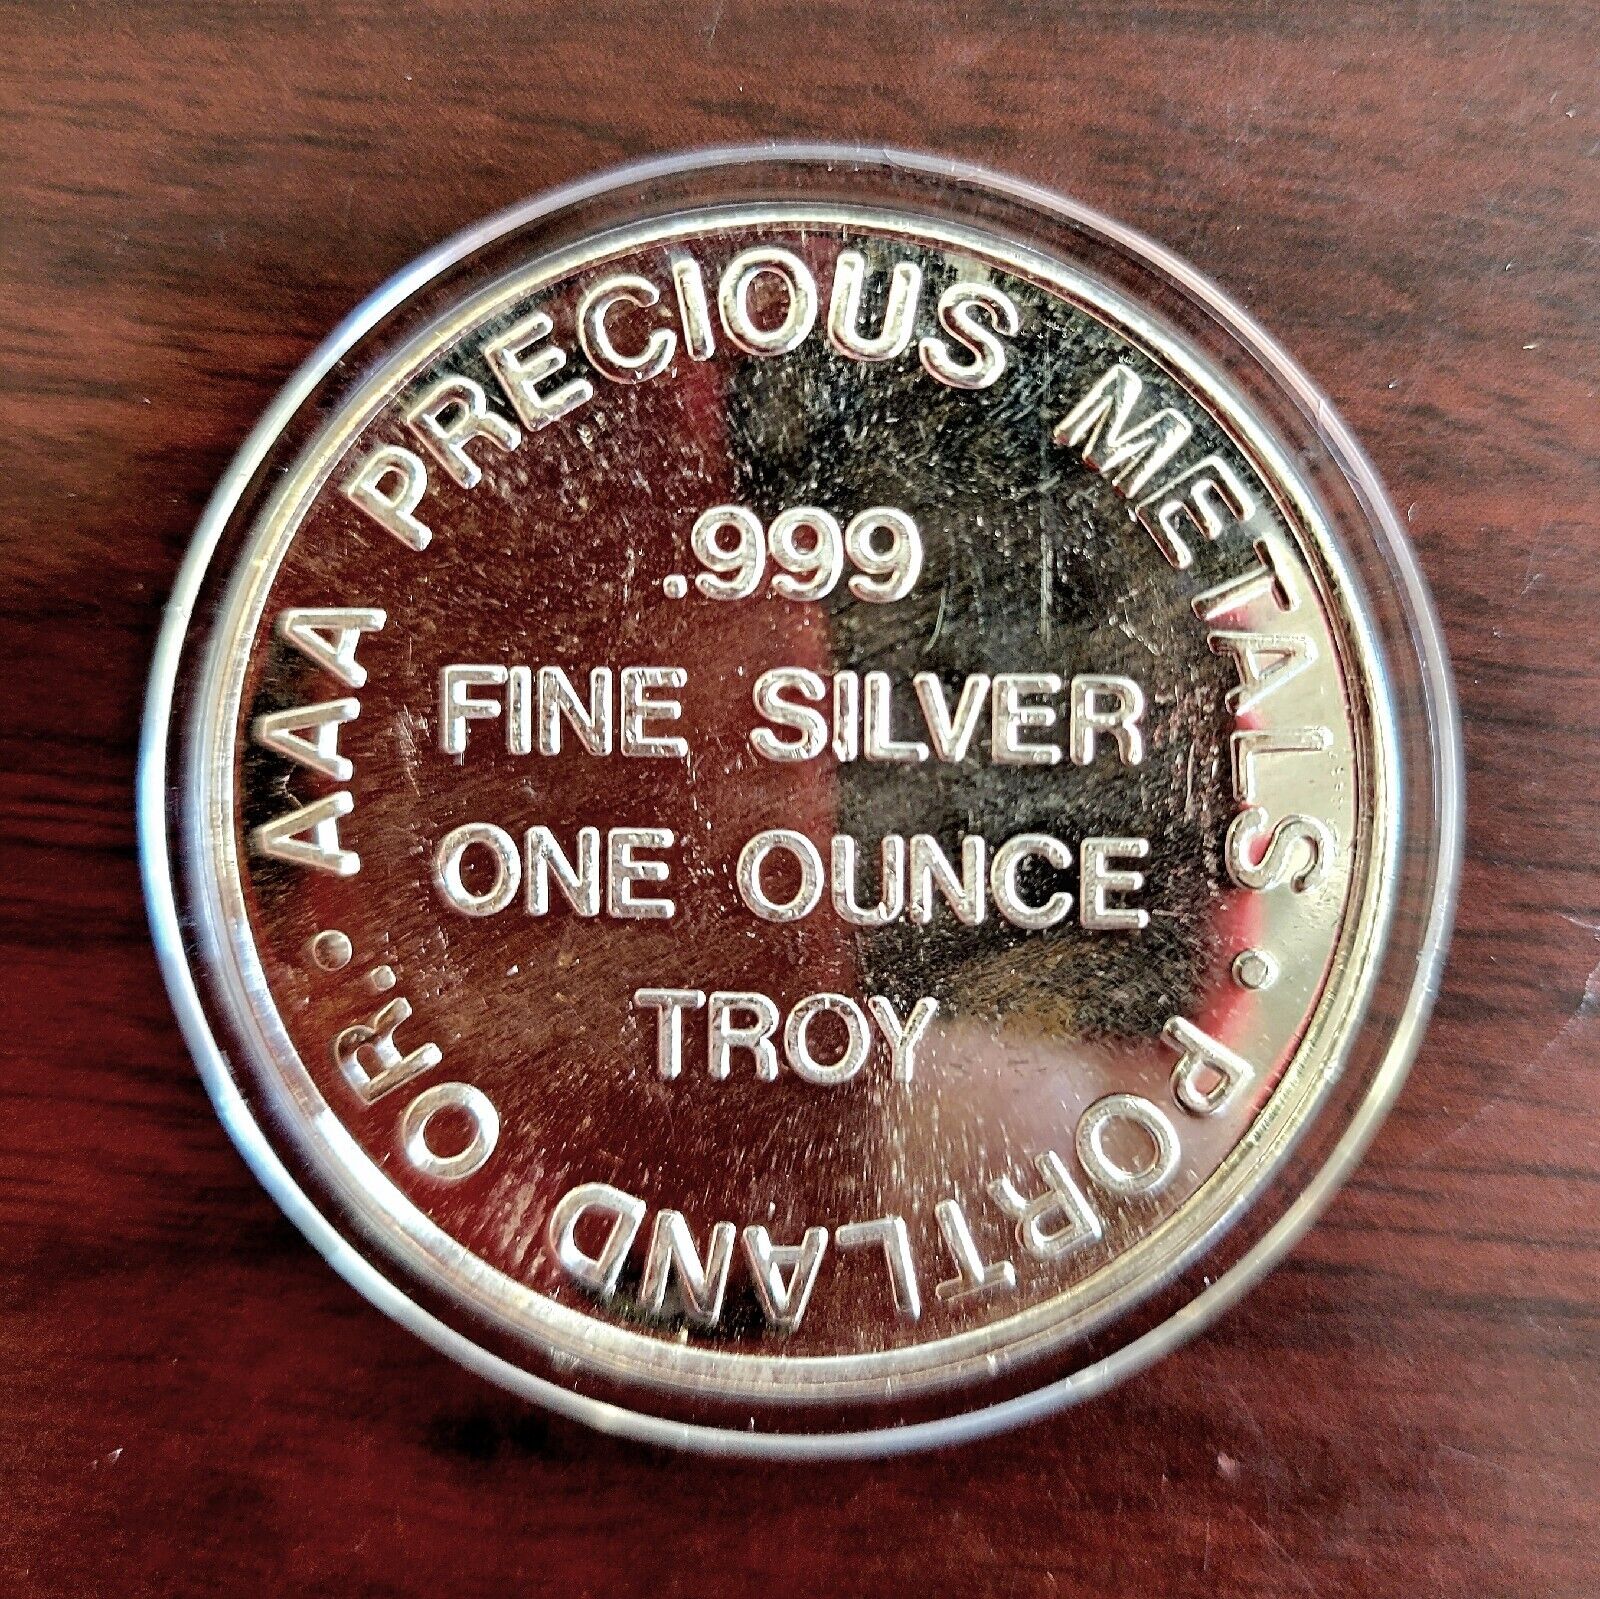 AAA PRECIOUS METALS • PORTLAND OR. •
.999
FINE SILVER
ONE OUNCE
TROY